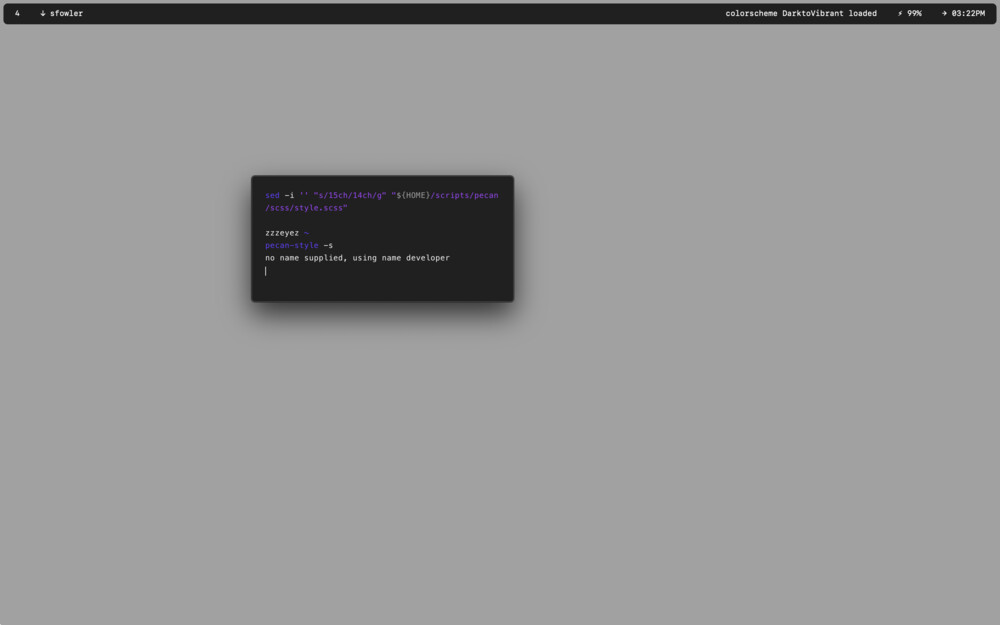 4 ↓ sfowler colorscheme DarktoVibrant loaded ⚡ 99% → 03:22PM
sed -i '' "s/15ch/14ch/g" "${HOME}/scripts/pecan
/scss/style.scss"
zzzeyez ~
pecan-style -s
no name supplied, using name developer